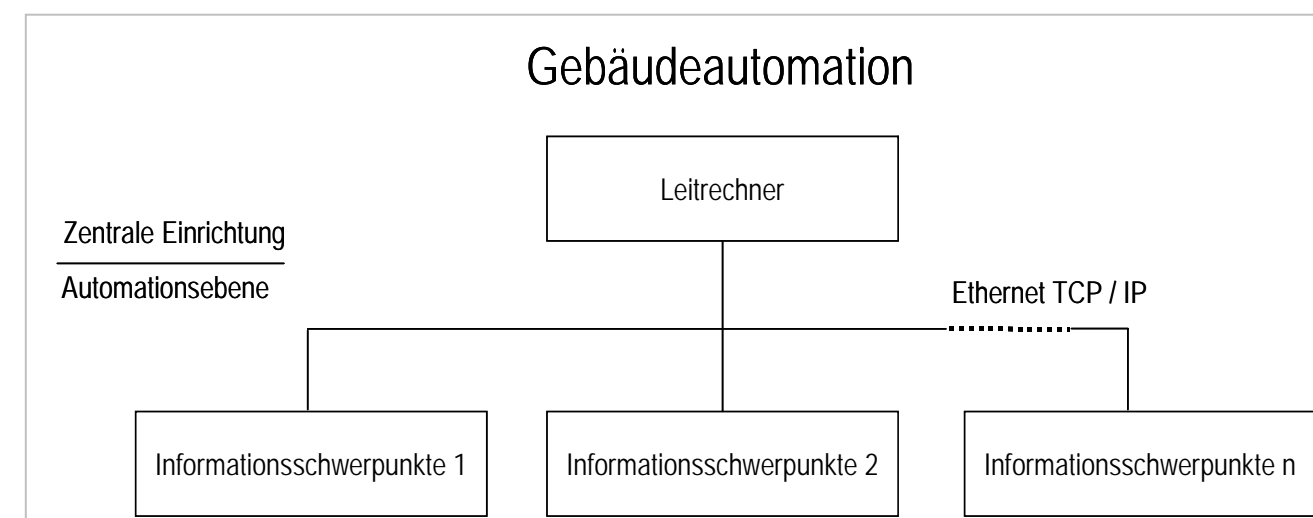 Gebäudeautomation
Leitrechner
Zentrale Einrichtung
Automationsebene
Ethernet TCP / IP
Informationsschwerpunkte 1
Informationsschwerpunkte 2
Informationsschwerpunkte n